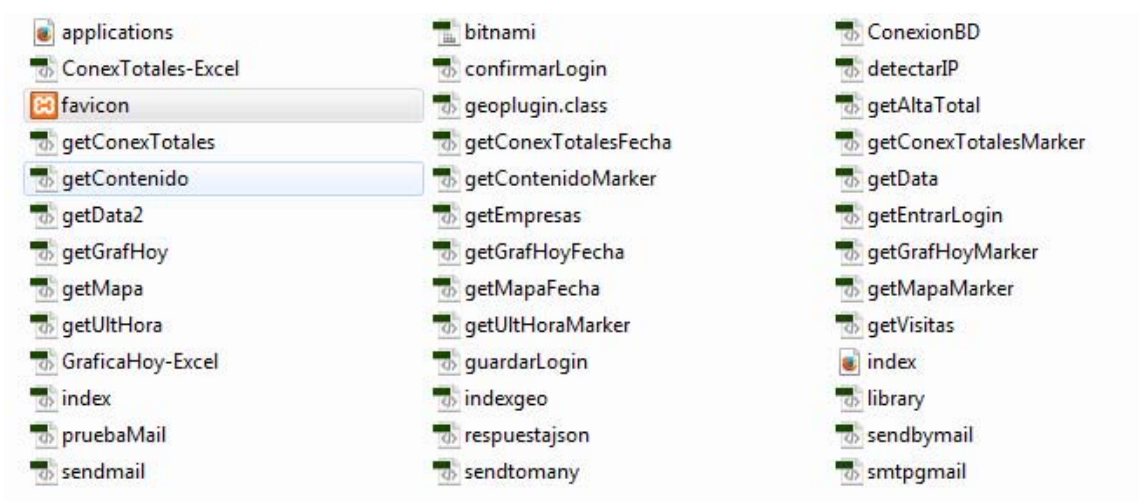 applications bitnami ConexionBD
ConexTotales-Excel confirmarLogin detectarIP
favicon geoplugin.class getAltaTotal
getConexTotales getConexTotalesFecha getConexTotalesMarker
getContenido getContenidoMarker getData
getData2 getEmpresas getEntrarLogin
getGrafHoy getGrafHoyFecha getGrafHoyMarker
getMapa getMapaFecha getMapaMarker
getUltHora getUltHoraMarker getVisitas
GraficaHoy-Excel guardarLogin index
index indexgeo library
pruebaMail respuestajson sendbymail
sendmail sendtomany smtpgmail